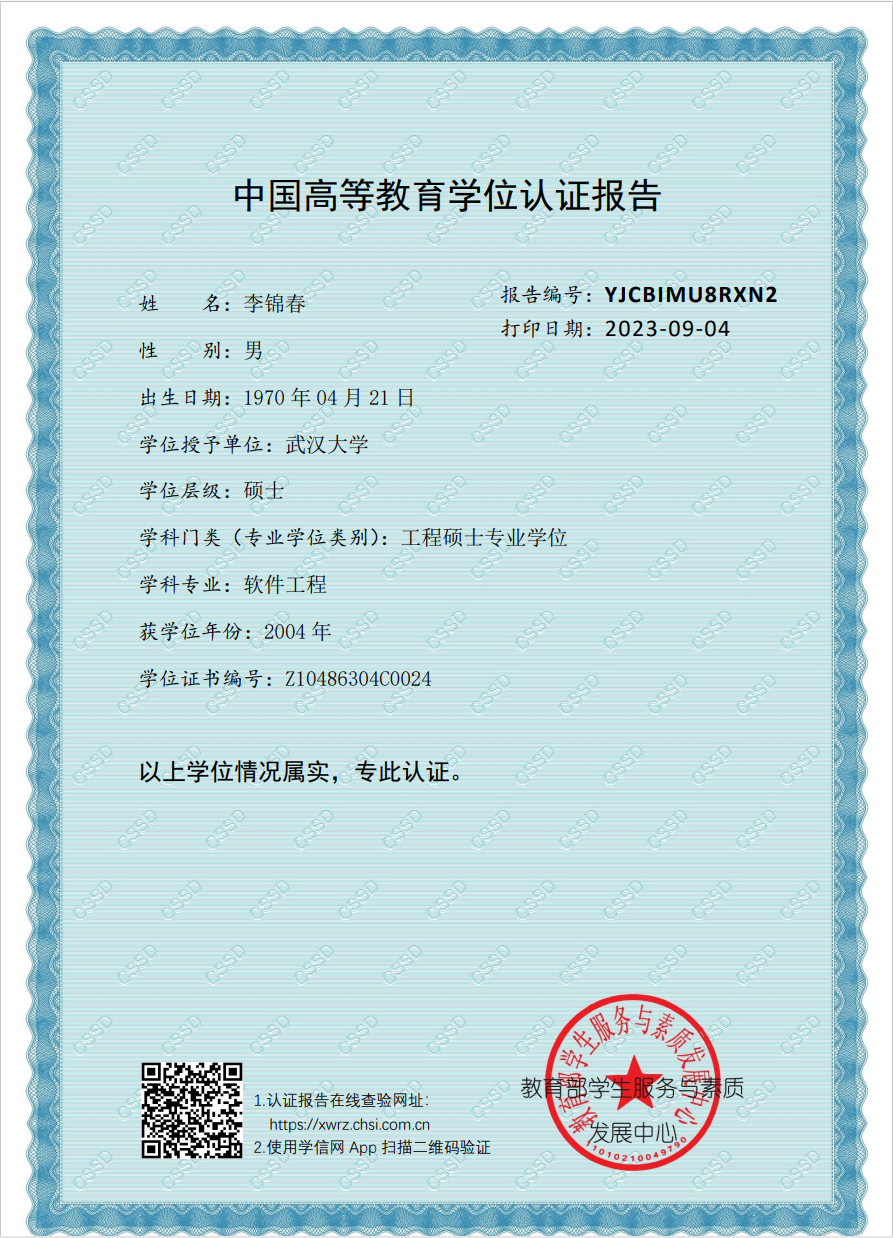 中国高等教育学位认证报告
报告编号：YJCBIMU8RXN2
打印日期：2023-09-04
姓 名：李锦春
性 别：男
出生日期：1970 年 04 月 21 日
学位授予单位：武汉大学
学位层级：硕士
学科门类（专业学位类别）：工程硕士专业学位
学科专业：软件工程
获学位年份：2004 年
学位证书编号：Z10486304C0024
以上学位情况属实，专此认证。
1.认证报告在线查验网址：
https://xwrz.chsi.com.cn
2.使用学信网 App 扫描二维码验证
教育部学生服务与素质
发展中心
教育部学生服务与素质发展中心
1101021004979​0
CSSD